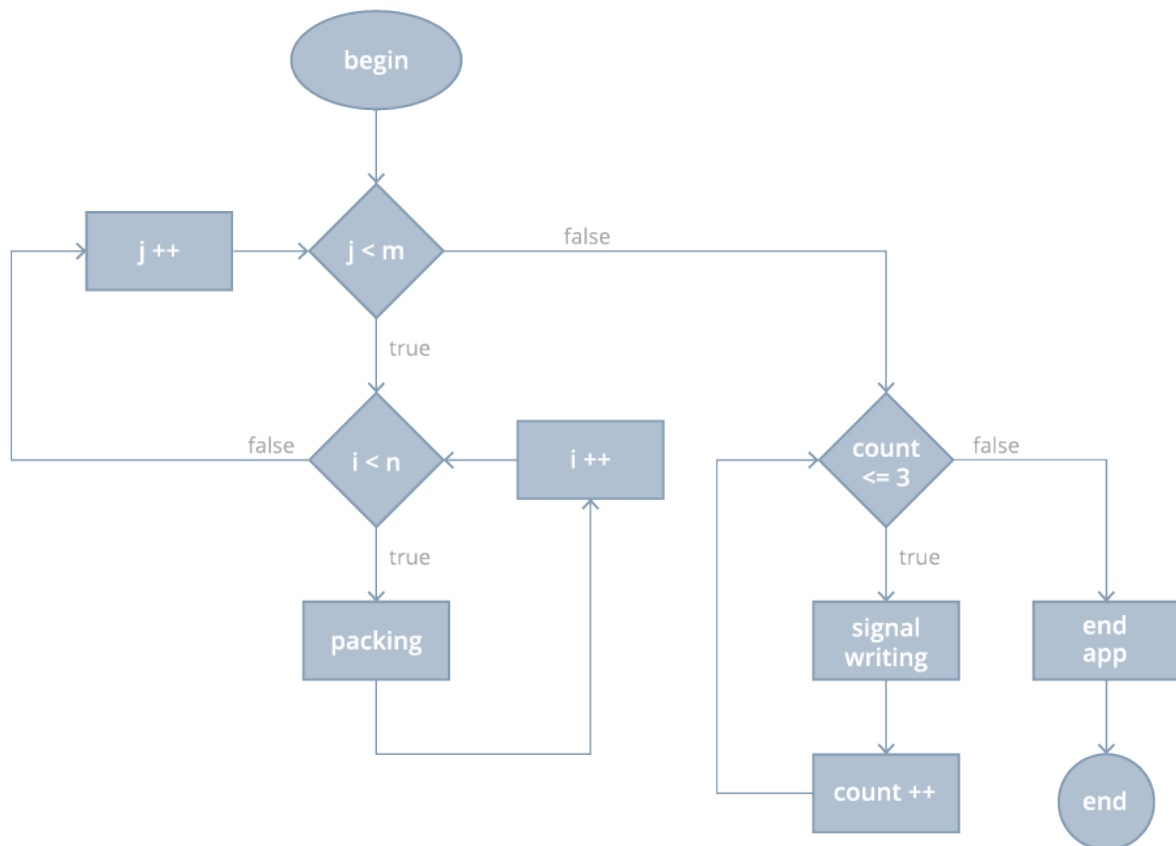 begin
j ++
j < m
false
true
false
i < n
i ++
count
<= 3
false
true
true
packing
signal
writing
end
app
count ++
end